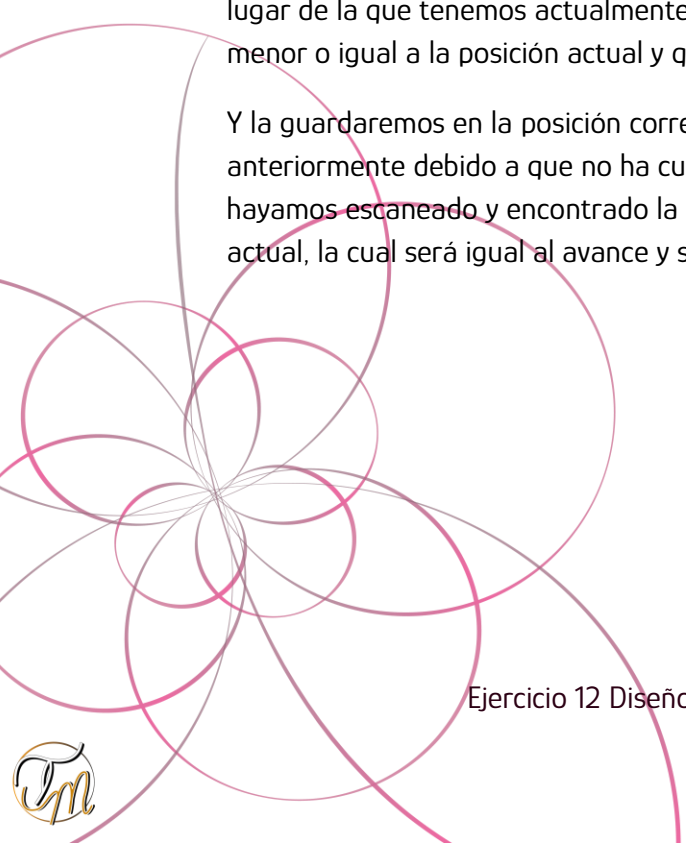 lugar de la que tenemos actualmente
menor o igual a la posición actual y q
Y la guardaremos en la posición corre
anteriormente debido a que no ha cu
hayamos escaneado y encontrado la
actual, la cual será igual al avance y s
Ejercicio 12 Diseño
TM